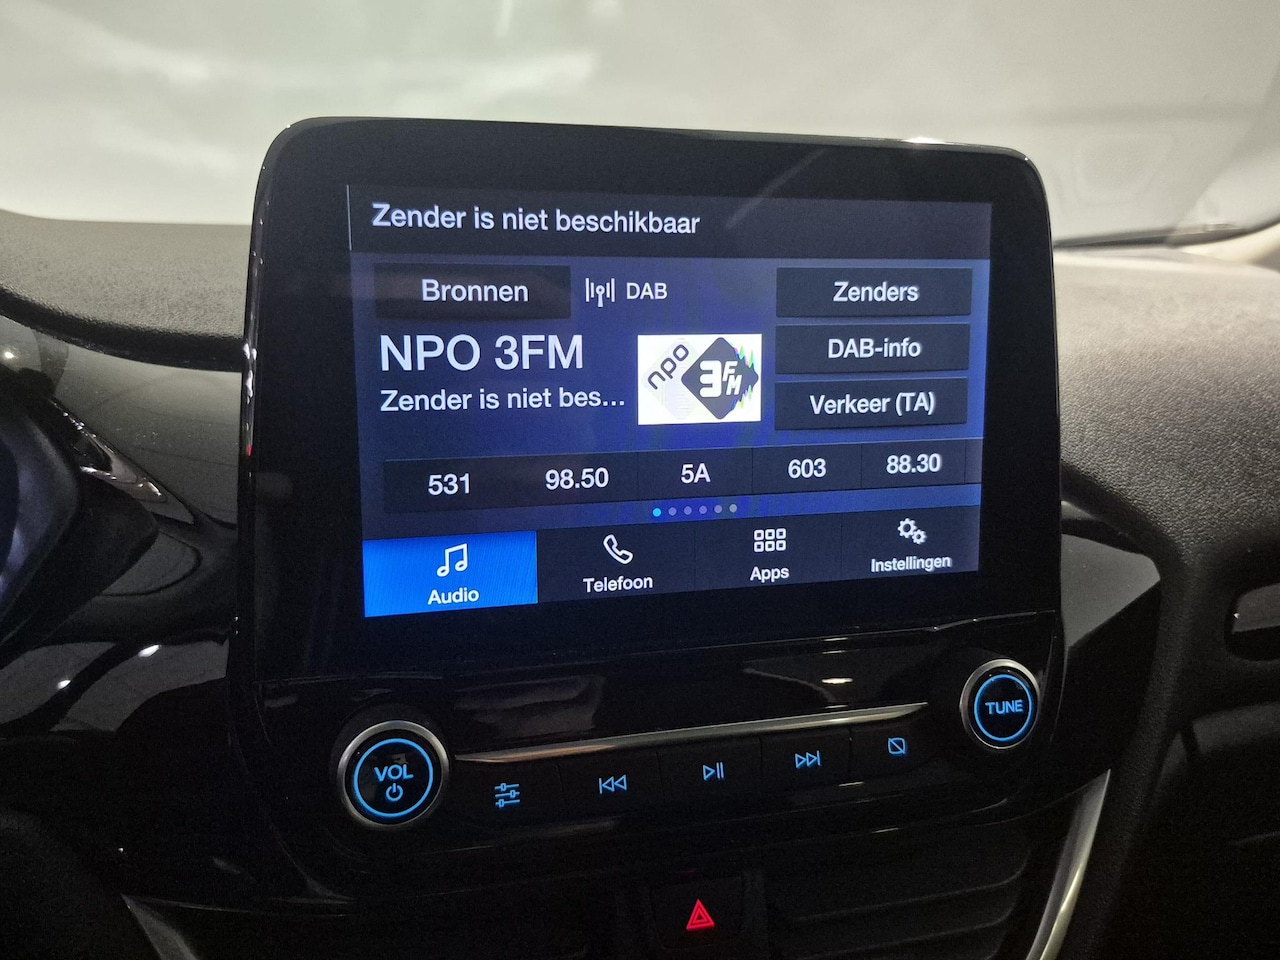 Zender is niet beschikbaar
Bronnen
DAB
Zenders
NPO 3FM
npo
3FM
DAB-info
Zender is niet bes...
Verkeer (TA)
531 98.50 5A 603 88.30
Audio
Telefoon
Apps
Instellingen
VOL
TUNE